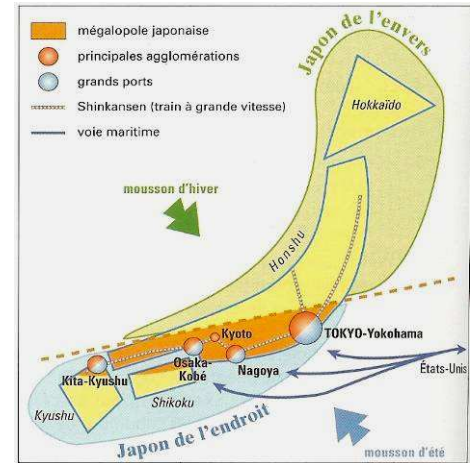 mégalopole japonaise
principales agglomérations
grands ports
Shinkansen (train à grande vitesse)
voie maritime
Japon de l'envers
Hokkaïdo
mousson d'hiver
Honshu
Kyoto
TOKYO-Yokohama
Osaka-
Kobé
Nagoya
Kita-Kyushu
États-Unis
Kyushu
Shikoku
Japon de l'endroit
mousson d'été